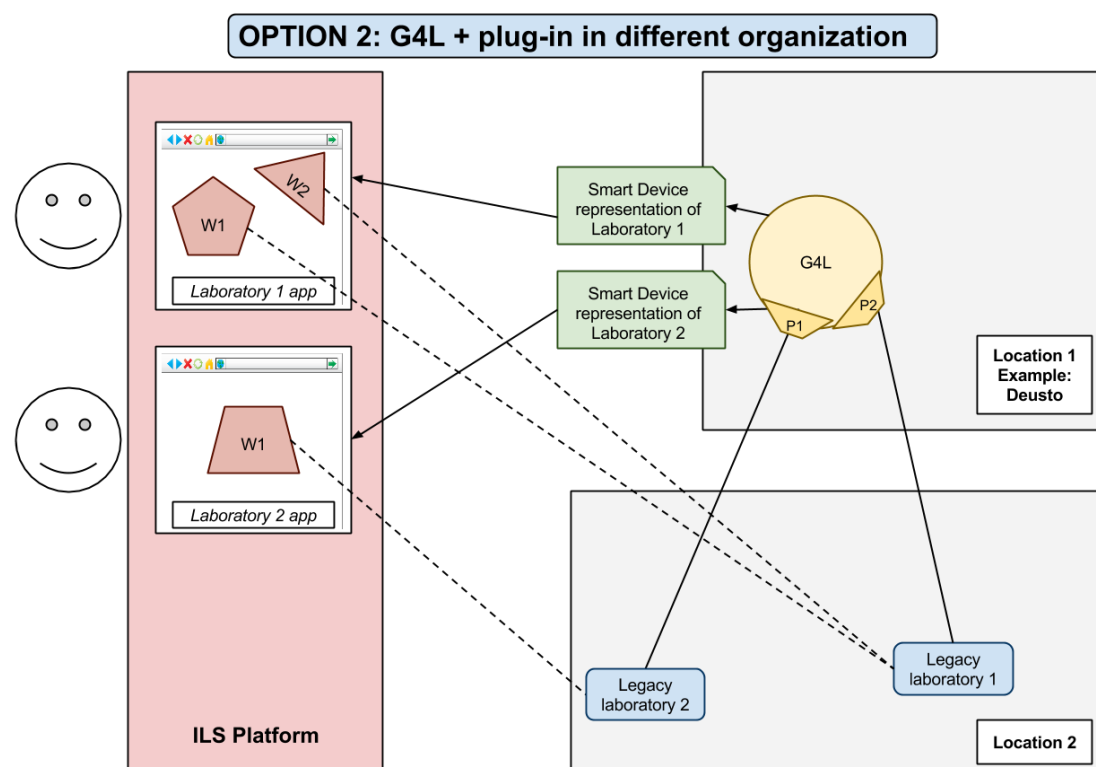 OPTION 2: G4L + plug-in in different organization
W2
W1
Laboratory 1 app
Smart Device
representation of
Laboratory 1
G4L
Smart Device
representation of
Laboratory 2
P2
P1
Location 1
Example:
Deusto
W1
Laboratory 2 app
Legacy
laboratory 1
Legacy
laboratory 2
ILS Platform
Location 2